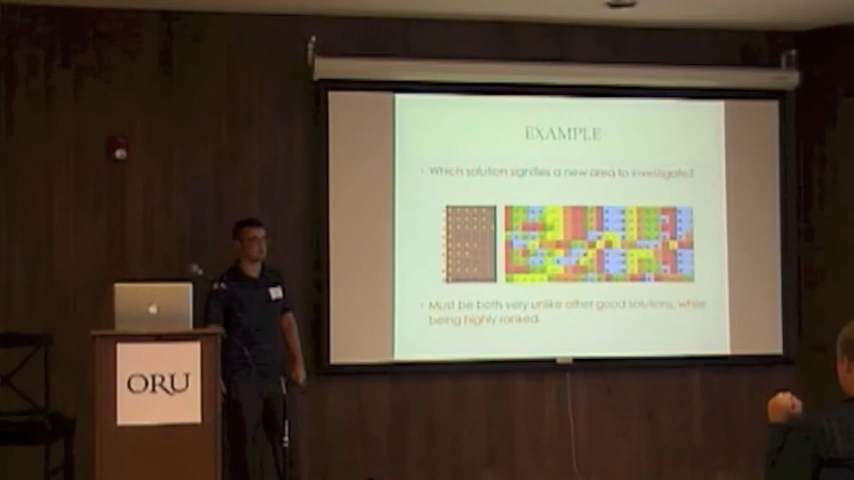 EXAMPLE
Which solution signifies a new area to investigate?
Must be both very unlike other good solutions, while
being highly ranked.
ORU